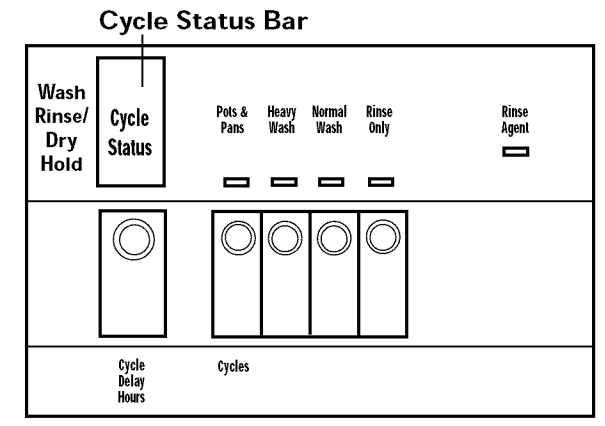 Cycle Status Bar
Wash
Rinse/
Dry
Hold
Cycle
Status
Pots &
Pans
Heavy
Wash
Normal
Wash
Rinse
Only
Rinse
Agent
Cycle
Delay
Hours
Cycles